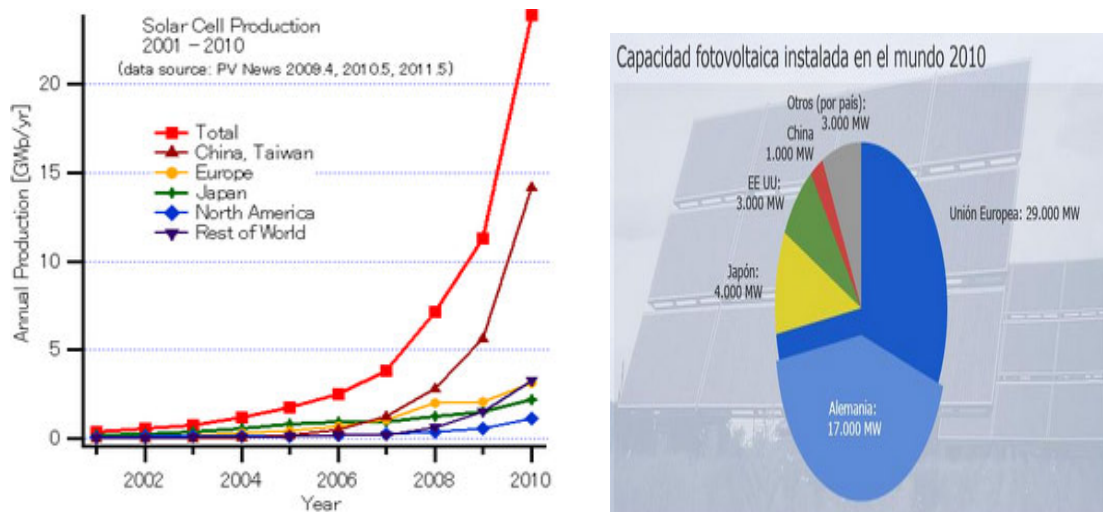 Solar Cell Production
2001 - 2010
(data source: PV News 2009.4, 2010.5, 2011.5)
Total
China, Taiwan
Europe
Japan
North America
Rest of World
Annual Production [GWp/yr]
20
15
10
5
0
2002
2004
2006
2008
2010
Year
Capacidad fotovoltaica instalada en el mundo 2010
Otros (por país):
3.000 MW
China
1.000 MW
EE UU:
3.000 MW
Unión Europea: 29.000 MW
Japón:
4.000 MW
Alemania:
17.000 MW